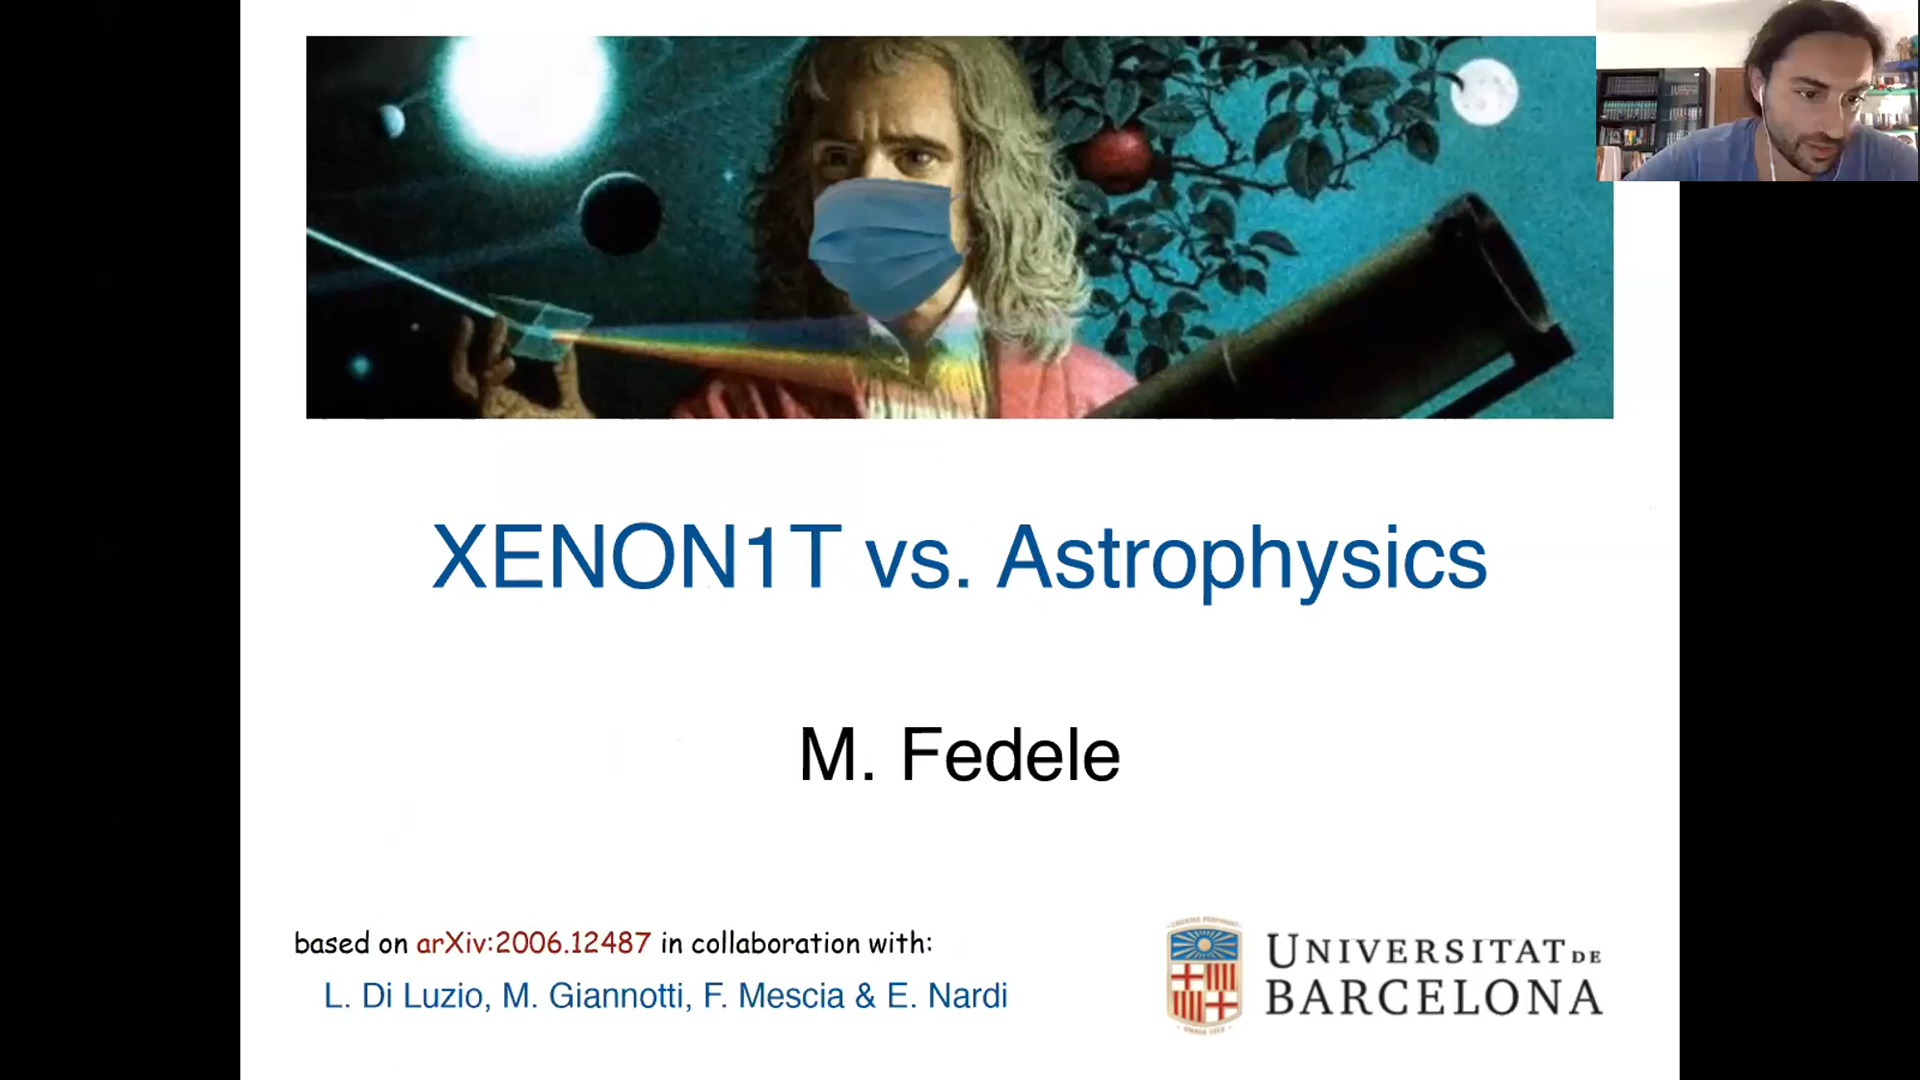 XENON1T vs. Astrophysics
M. Fedele
based on arXiv:2006.12487 in collaboration with:
L. Di Luzio, M. Giannotti, F. Mescia & E. Nardi
UNIVERSITAT DE
BARCELONA